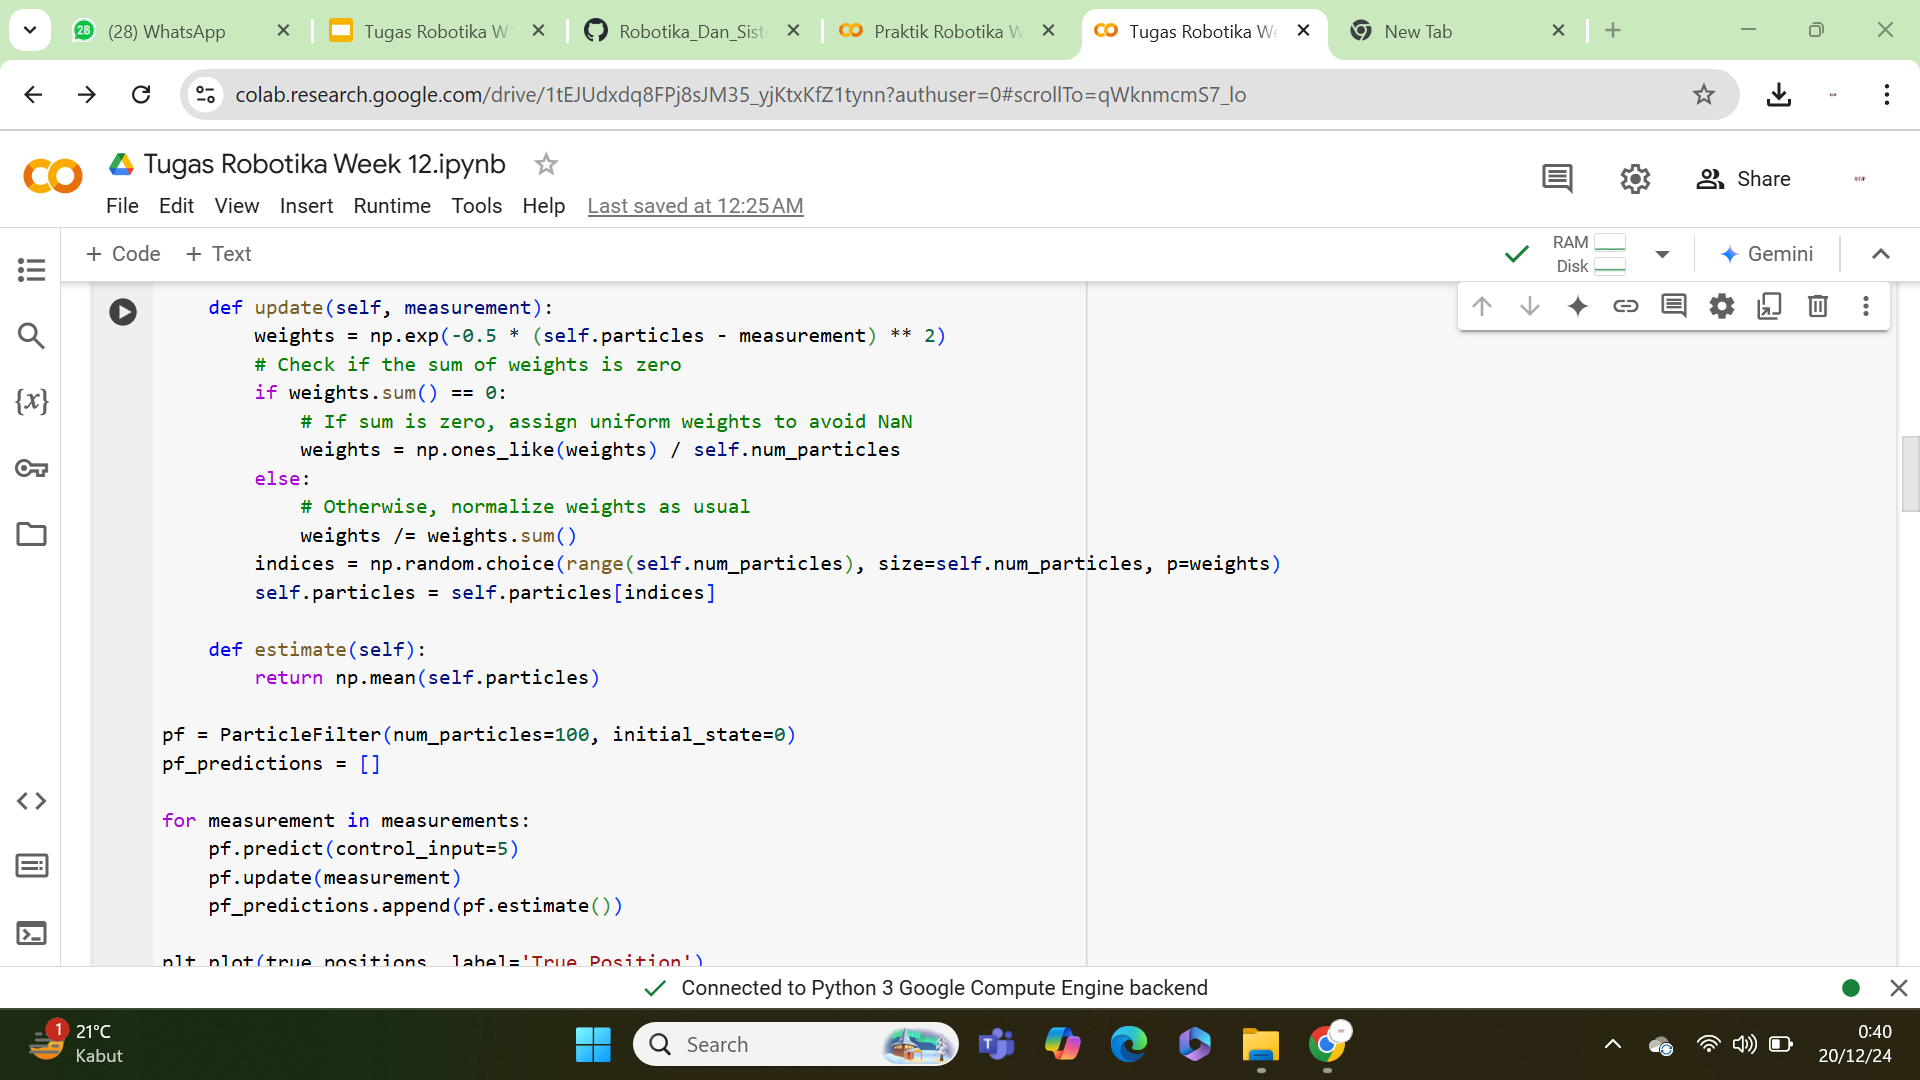 (28) WhatsApp
Tugas Robotika W
Robotika_Dan_Sist
Praktik Robotika W
Tugas Robotika We
New Tab
colab.research.google.com/drive/1tEJUdxdq8FPj8sJM35_yjKtxKfZ1tynn?authuser=0#scrollTo=qWknmcmS7_lo
Tugas Robotika Week 12.ipynb
Share
File Edit View Insert Runtime Tools Help Last saved at 12:25 AM
+ Code + Text
RAM
Disk
Gemini
def update(self, measurement):
weights = np.exp(-0.5 * (self.particles - measurement) ** 2)
# Check if the sum of weights is zero
if weights.sum() == 0:
# If sum is zero, assign uniform weights to avoid NaN
weights = np.ones_like(weights) / self.num_particles
else:
# Otherwise, normalize weights as usual
weights /= weights.sum()
indices = np.random.choice(range(self.num_particles), size=self.num_particles, p=weights)
self.particles = self.particles[indices]
def estimate(self):
return np.mean(self.particles)
pf = ParticleFilter(num_particles=100, initial_state=0)
pf_predictions = []
for measurement in measurements:
pf.predict(control_input=5)
pf.update(measurement)
pf_predictions.append(pf.estimate())
plt.plot(true_positions, label='True Position')
Connected to Python 3 Google Compute Engine backend
1
21°C
Kabut
Search
0:40
20/12/24